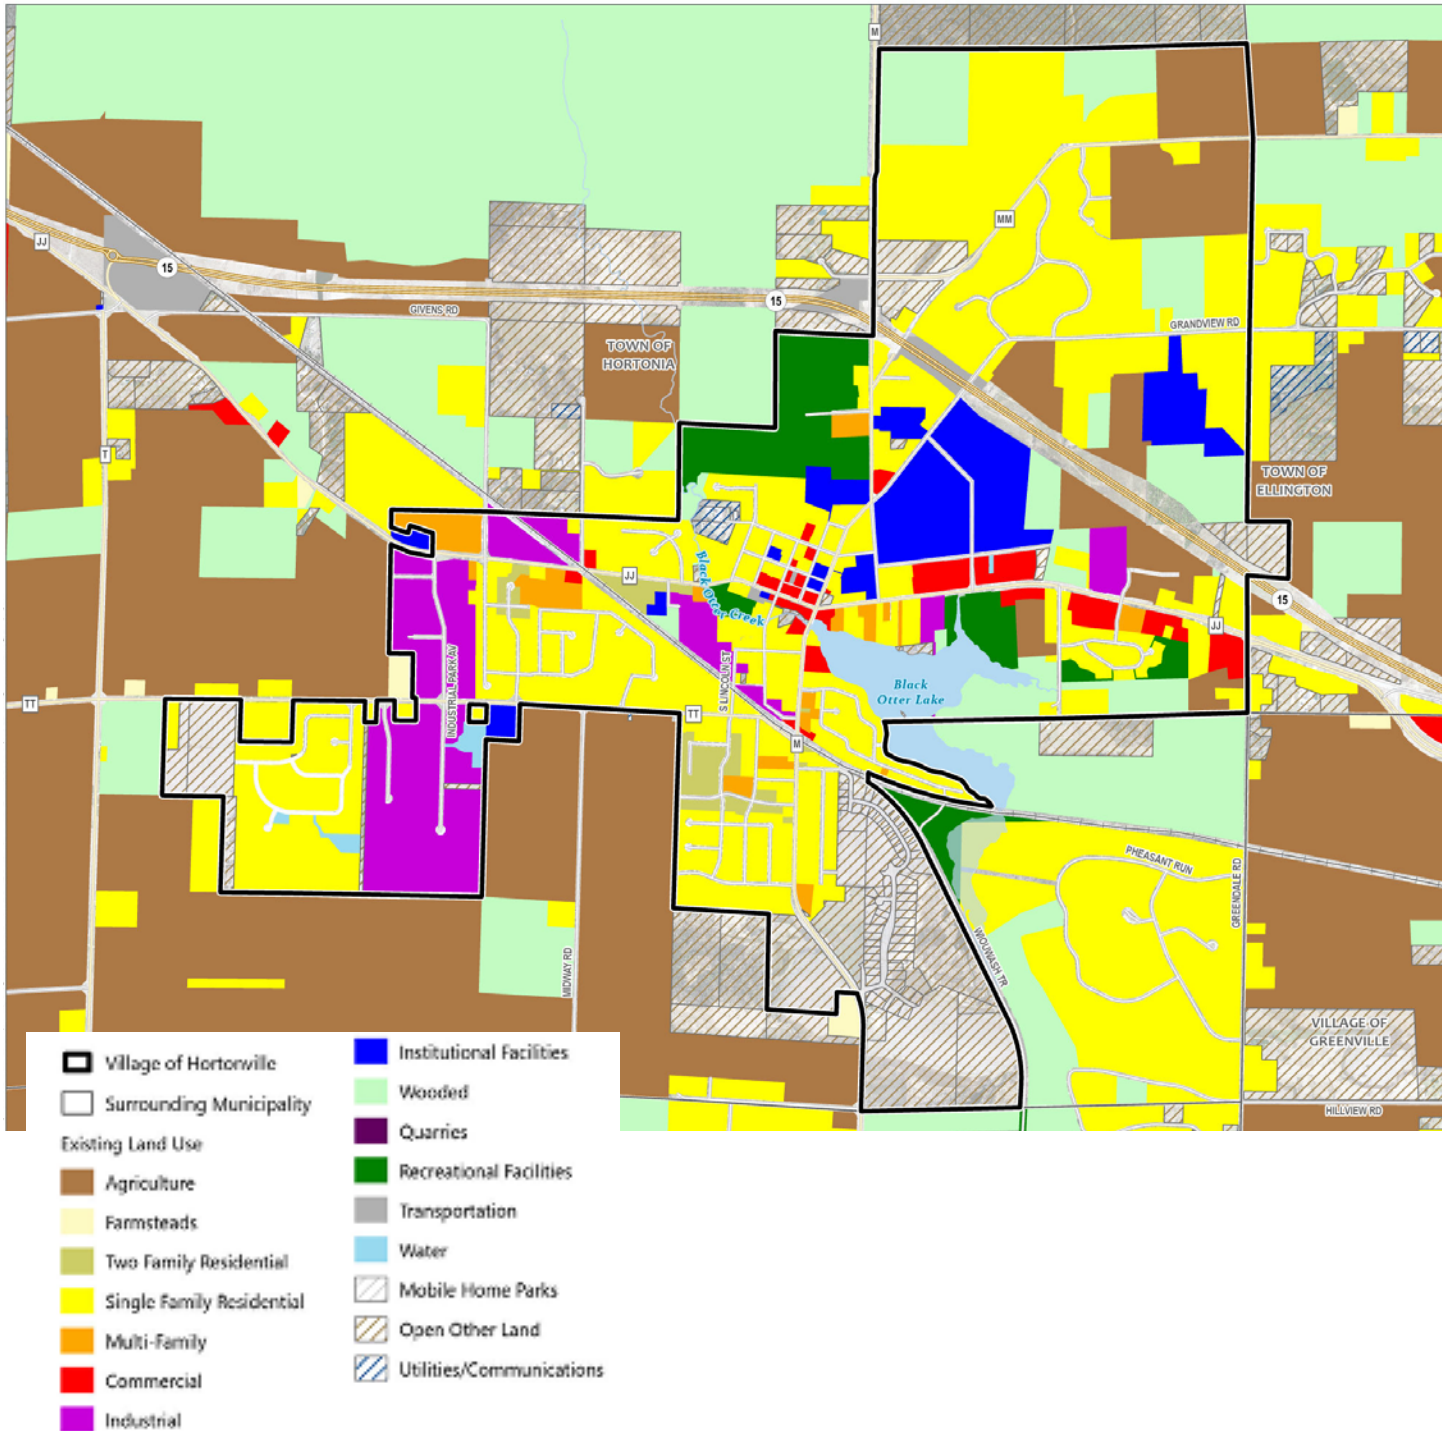 M
MM
JJ
15
15
GIVENS RD
GRANDVIEW RD
TOWN OF
HORTONIA
T
TOWN OF
ELLINGTON
JJ
Black Otter Creek
15
JJ
INDUSTRIAL PARK AV
S LINCOLN ST
Black
Otter Lake
TT
TT
M
PHEASANT RUN
GREENDALE RD
MIDWAY RD
WIOUWASH TR
VILLAGE OF
GREENVILLE
HILLVIEW RD
Village of Hortonville
Surrounding Municipality
Existing Land Use
Agriculture
Farmsteads
Two Family Residential
Single Family Residential
Multi-Family
Commercial
Industrial
Institutional Facilities
Wooded
Quarries
Recreational Facilities
Transportation
Water
Mobile Home Parks
Open Other Land
Utilities/Communications